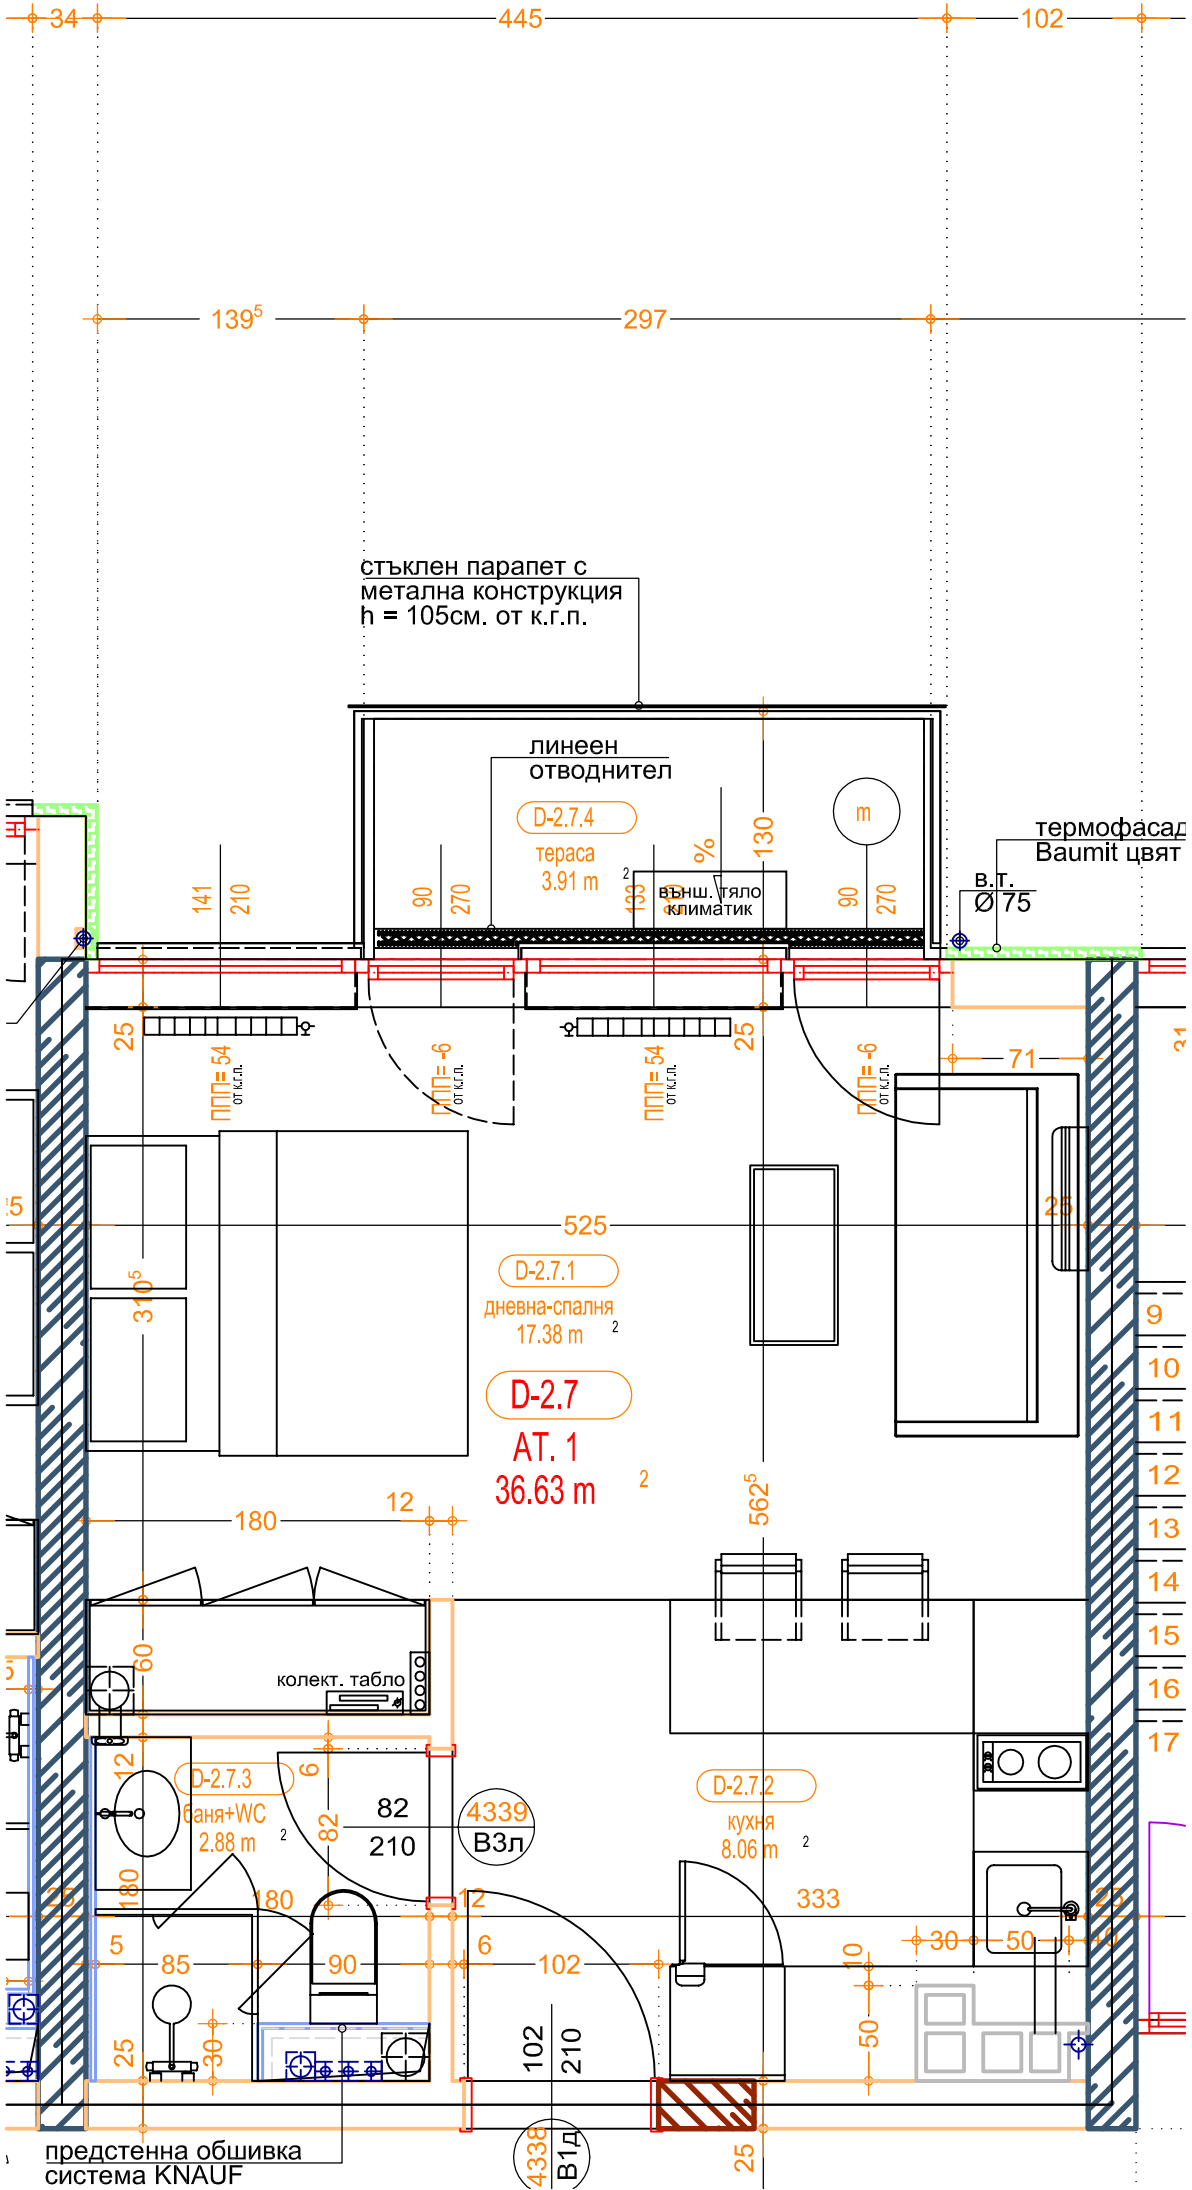 34
445
102
139⁵
297
стъклен парапет с
метална конструкция
h = 105см. от к.г.п.
линеен
отводнител
D-2.7.4
тераса
3.91 m 2
%
130
m
термофасад
Baumit цвят
в.т.
Ø 75
141
210
90
270
133
външ. тяло
климатик
90
270
25
ППП= 54
от к.г.п.
ППП= -6
от к.г.п.
ППП= 54
от к.г.п.
25
ППП= -6
от к.г.п.
71
31
525
25
310⁵
D-2.7.1
дневна-спалня
17.38 m 2
D-2.7
АТ. 1
36.63 m 2
9
10
11
12
13
14
15
16
17
180
12
562⁵
60
колект. табло
12
6
D-2.7.3
баня+WC
2.88 m 2
82
82
210
4339
В3л
D-2.7.2
кухня
8.06 m 2
180
25
180
12
333
25
5
85
90
6
102
10
30
50
25
30
102
210
50
4338
В1д
25
предстенна обшивка
система KNAUF